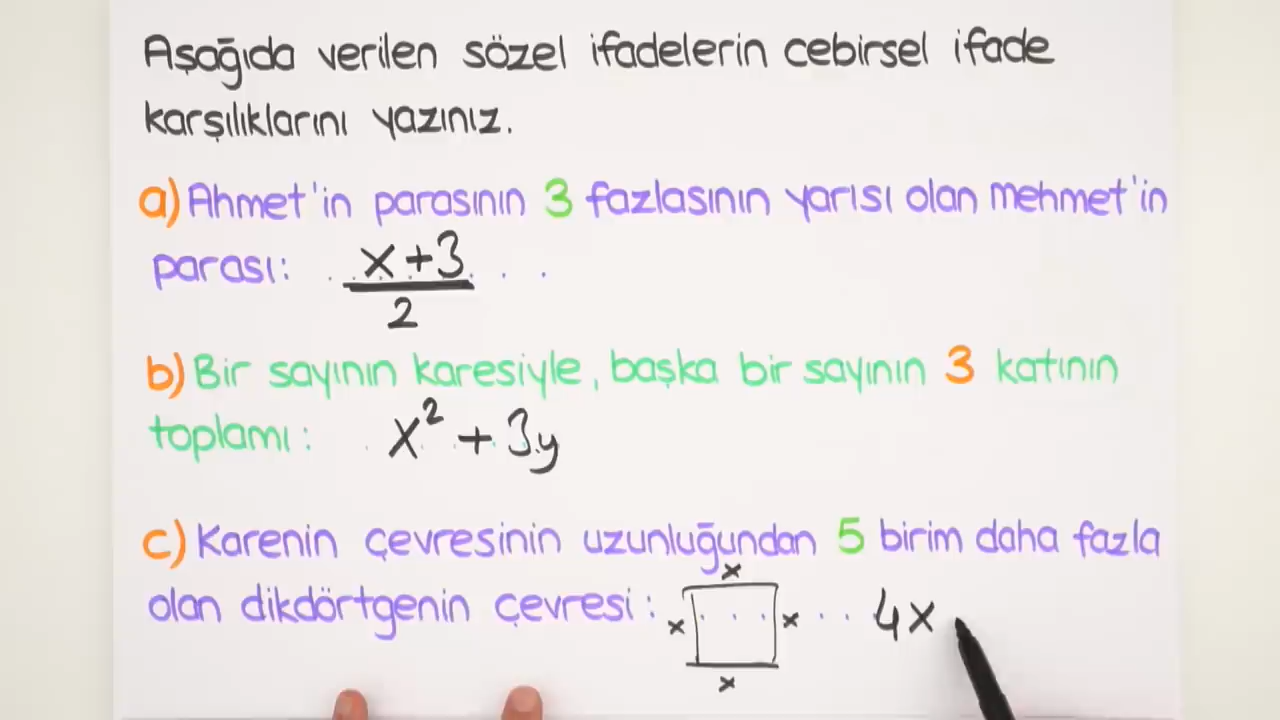 Aşağıda verilen sözel ifadelerin cebirsel ifade
karşılıklarını yazınız.
a) Ahmet'in parasının 3 fazlasının yarısı olan mehmet'in
parası: x+3
2
b) Bir sayının karesiyle, başka bir sayının 3 katının
toplamı: x² + 3.y
c) Karenin çevresinin uzunluğundan 5 birim daha fazla
x
olan dikdörtgenin çevresi: x x 4x
x